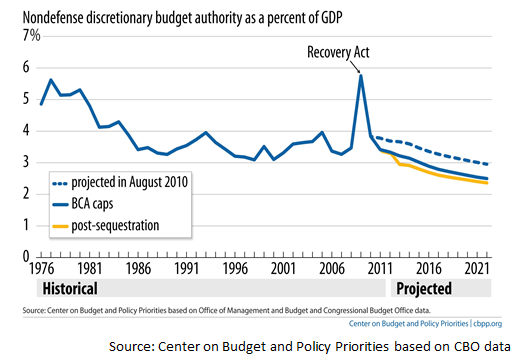 Nondefense discretionary budget authority as a percent of GDP
7%
Recovery Act
6
5
4
3
2
1
0
projected in August 2010
BCA caps
post-sequestration
1976 1981 1986 1991 1996 2001 2006 2011 2016 2021
Historical Projected
Source: Center on Budget and Policy Priorities based on Office of Management and Budget and Congressional Budget Office data.
Center on Budget and Policy Priorities | cbpp.org
Source: Center on Budget and Policy Priorities based on CBO data